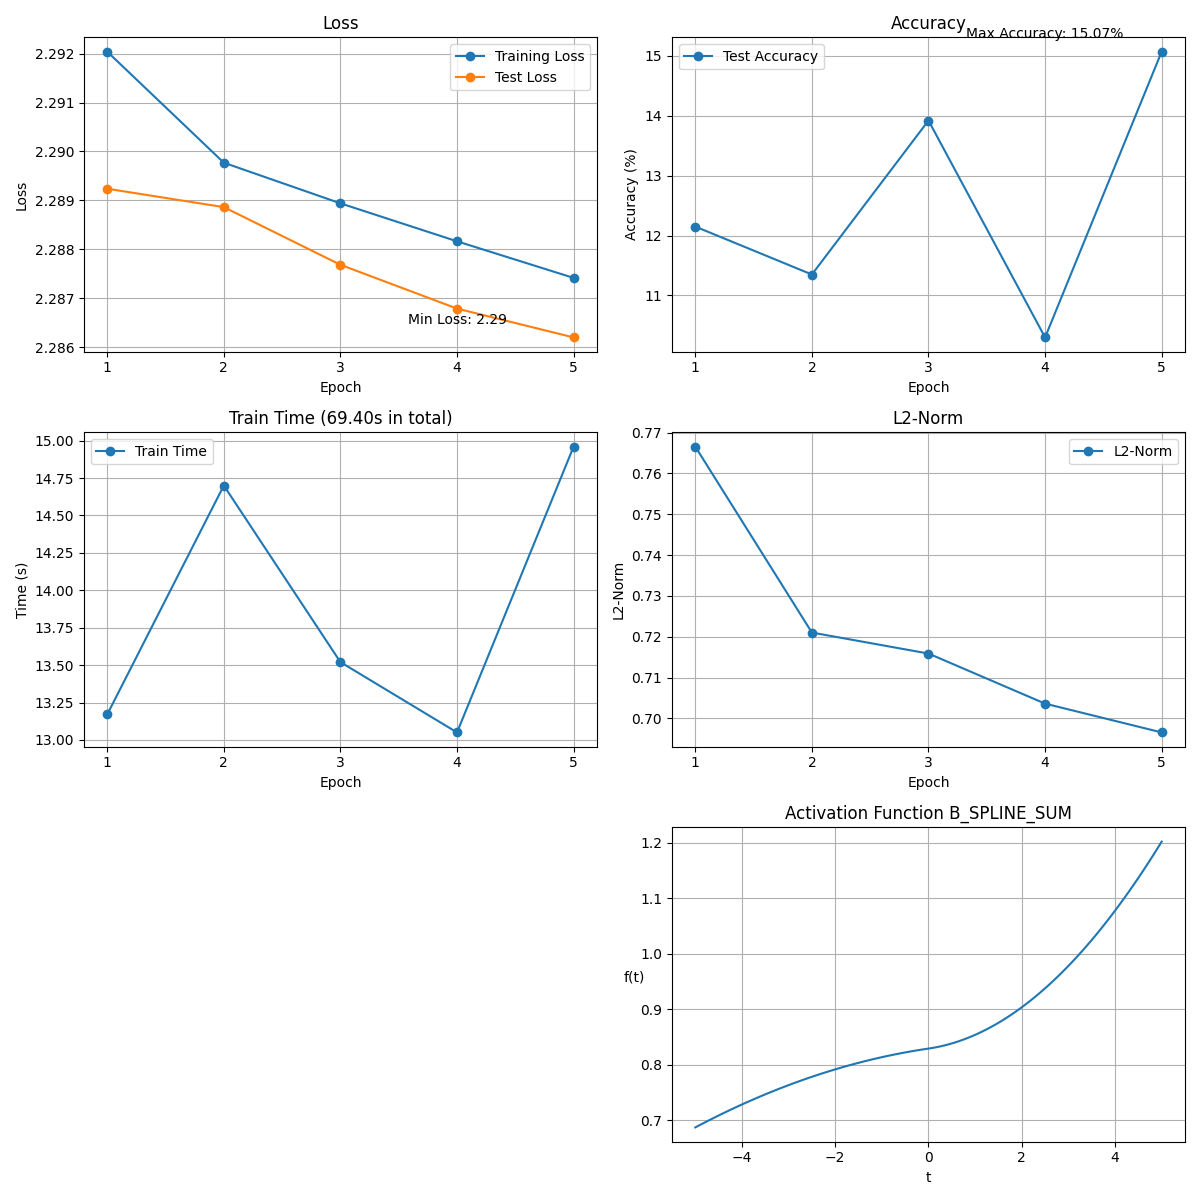 Loss
2.292
2.291
2.290
2.289
2.288
2.287
2.286
Loss
Training Loss
Test Loss
Min Loss: 2.29
1 2 3 4 5
Epoch
Accuracy
Max Accuracy: 15.07%
15
14
13
12
11
Accuracy (%)
Test Accuracy
1 2 3 4 5
Epoch
Train Time (69.40s in total)
15.00
14.75
14.50
14.25
14.00
13.75
13.50
13.25
13.00
Time (s)
Train Time
1 2 3 4 5
Epoch
L2-Norm
0.77
0.76
0.75
0.74
0.73
0.72
0.71
0.70
L2-Norm
L2-Norm
1 2 3 4 5
Epoch
Activation Function B_SPLINE_SUM
1.2
1.1
1.0
0.9
0.8
0.7
f(t)
−4 −2 0 2 4
t